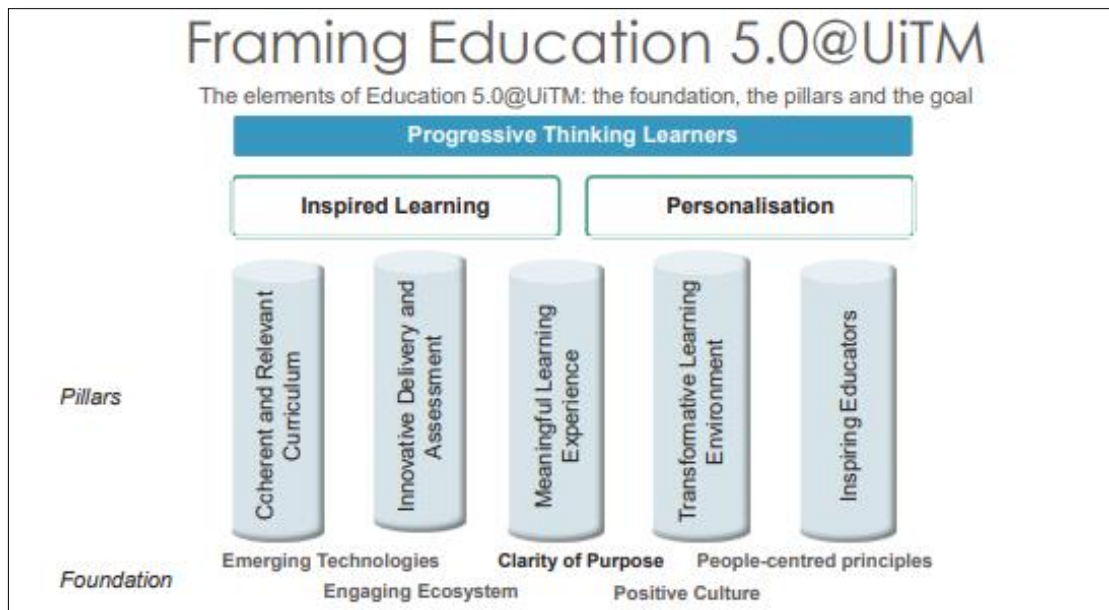 Framing Education 5.0@UiTM
The elements of Education 5.0@UiTM: the foundation, the pillars and the goal
Progressive Thinking Learners
Inspired Learning
Personalisation
Pillars
Ccherent and Relevant
Curriculum
Innovative Delivery and
Assessment
Meaningful Learning
Experience
Transformative Learning
Environment
Inspiring Educators
Foundation
Emerging Technologies
Clarity of Purpose
People-centred principles
Engaging Ecosystem
Positive Culture